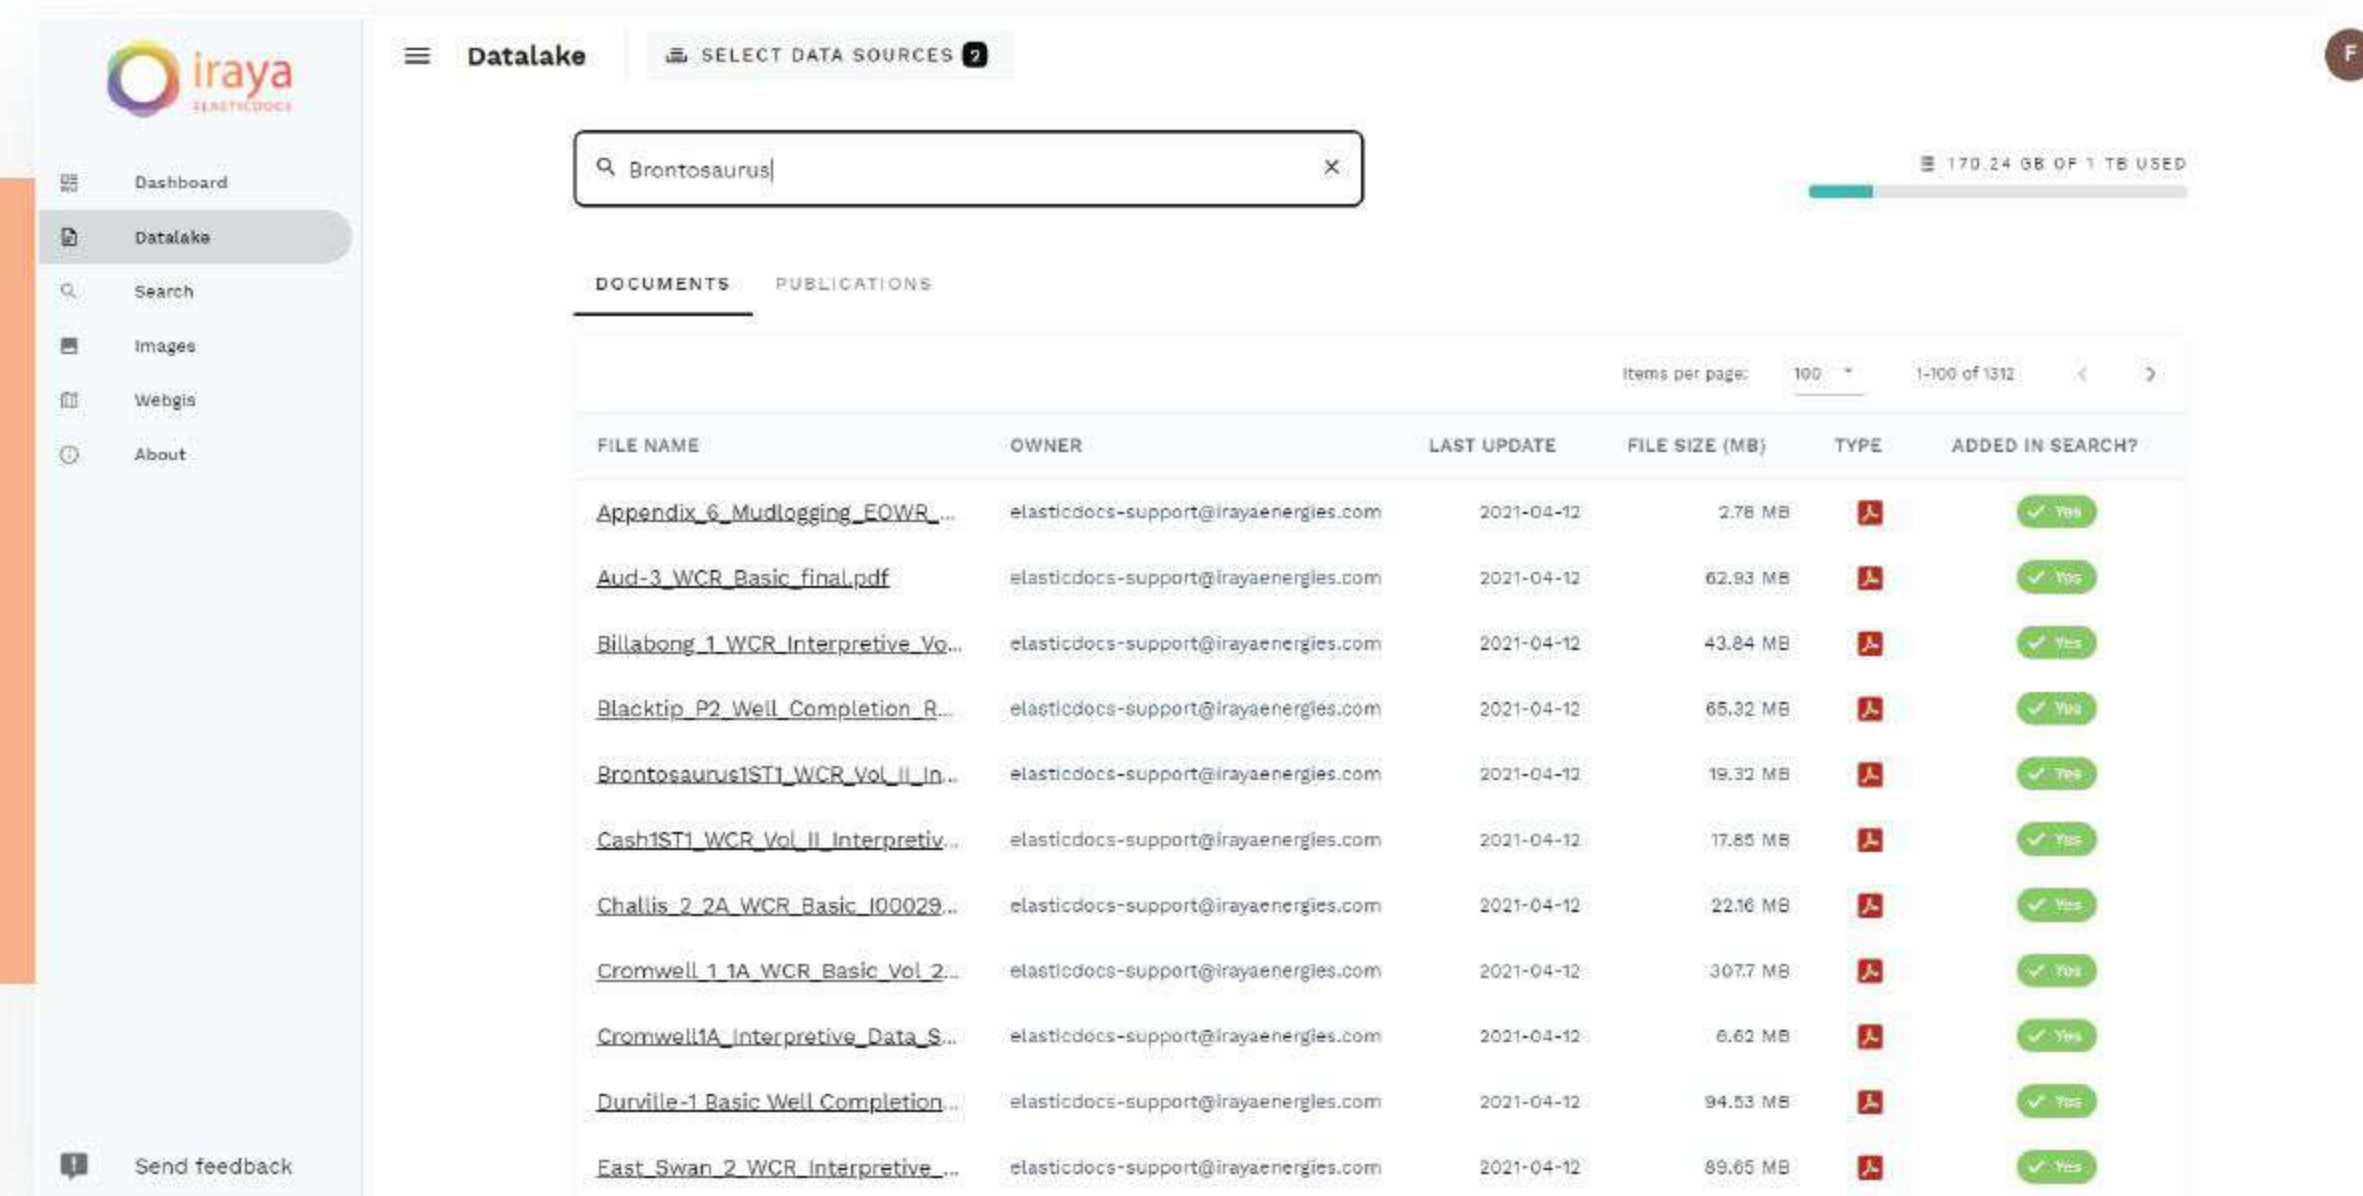 iraya
ELASTICDOCS
Datalake
SELECT DATA SOURCES 2
F
Brontosaurus
170.24 GB OF 1 TB USED
Dashboard
Datalake
Search
Images
Webgis
About
Send feedback
DOCUMENTS PUBLICATIONS
Items per page: 100 1-100 of 1312
FILE NAME OWNER LAST UPDATE FILE SIZE (MB) TYPE ADDED IN SEARCH?
Appendix_6_Mudlogging_EOWR_... elasticdocs-support@irayaenergies.com 2021-04-12 2.78 MB Yes
Aud-3_WCR_Basic_final.pdf elasticdocs-support@irayaenergies.com 2021-04-12 62.93 MB Yes
Billabong_1_WCR_Interpretive_Vo... elasticdocs-support@irayaenergies.com 2021-04-12 43.84 MB Yes
Blacktip_P2_Well_Completion_R... elasticdocs-support@irayaenergies.com 2021-04-12 65.32 MB Yes
Brontosaurus1ST1_WCR_Vol_II_In... elasticdocs-support@irayaenergies.com 2021-04-12 19.32 MB Yes
Cash1ST1_WCR_Vol_II_Interpretiv... elasticdocs-support@irayaenergies.com 2021-04-12 17.85 MB Yes
Challis_2_2A_WCR_Basic_I00029... elasticdocs-support@irayaenergies.com 2021-04-12 22.16 MB Yes
Cromwell_1_1A_WCR_Basic_Vol_2... elasticdocs-support@irayaenergies.com 2021-04-12 307.7 MB Yes
Cromwell1A_Interpretive_Data_S... elasticdocs-support@irayaenergies.com 2021-04-12 6.62 MB Yes
Durville-1 Basic Well Completion... elasticdocs-support@irayaenergies.com 2021-04-12 94.53 MB Yes
East_Swan_2_WCR_Interpretive_... elasticdocs-support@irayaenergies.com 2021-04-12 89.65 MB Yes